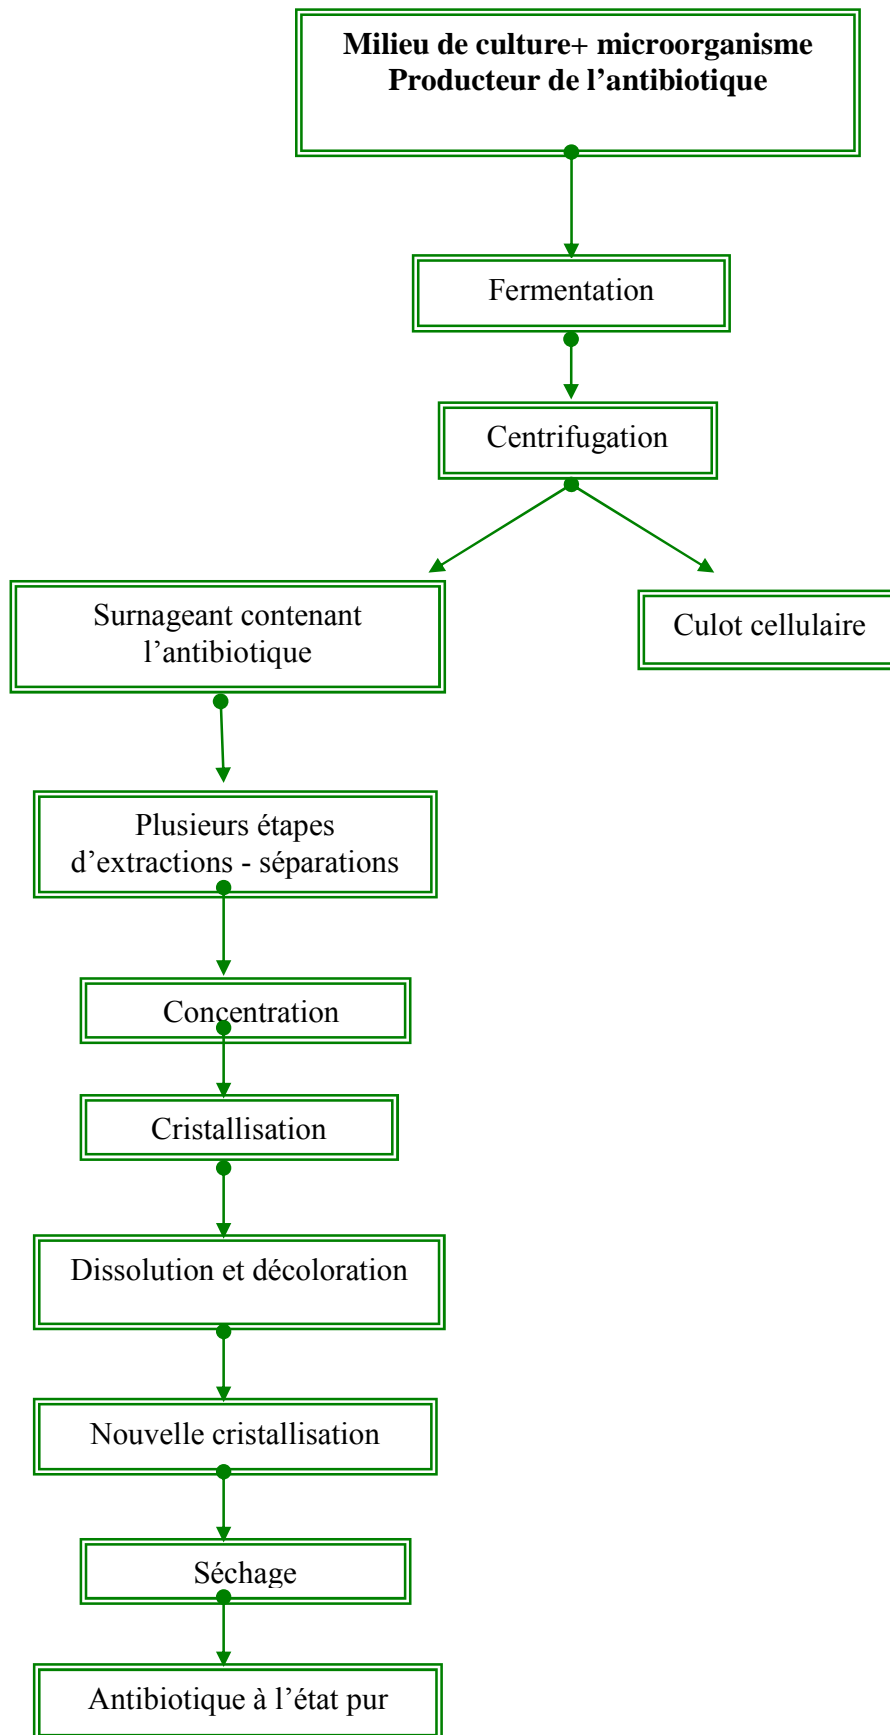 Milieu de culture+ microorganisme
Producteur de l’antibiotique
Fermentation
Centrifugation
Surnageant contenant
l’antibiotique
Culot cellulaire
Plusieurs étapes
d’extractions - séparations
Concentration
Cristallisation
Dissolution et décoloration
Nouvelle cristallisation
Séchage
Antibiotique à l’état pur